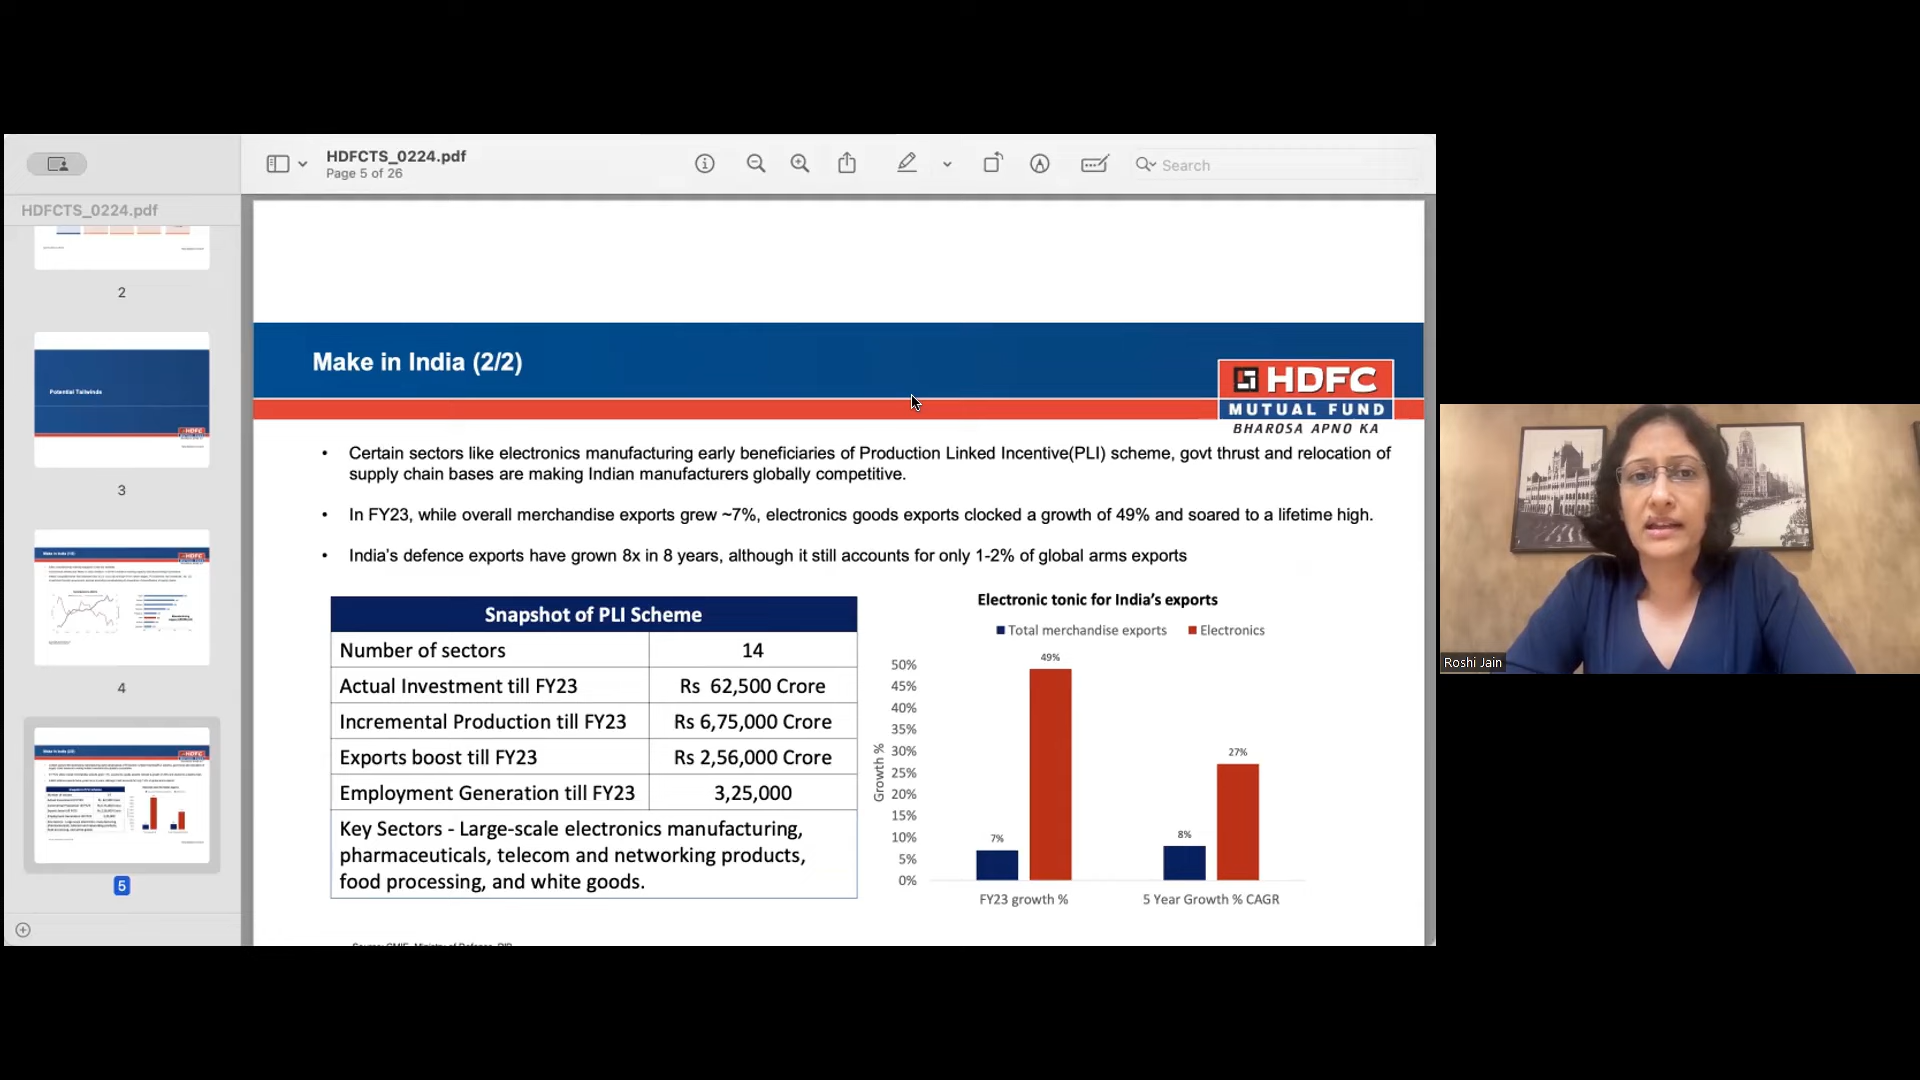 HDFCTS_0224.pdf
Page 5 of 26
Search
HDFCTS_0224.pdf
2
Potential Tailwinds
3
4
5
Make in India (2/2)
HDFC
MUTUAL FUND
BHAROSA APNO KA
• Certain sectors like electronics manufacturing early beneficiaries of Production Linked Incentive(PLI) scheme, govt thrust and relocation of
supply chain bases are making Indian manufacturers globally competitive.
• In FY23, while overall merchandise exports grew ~7%, electronics goods exports clocked a growth of 49% and soared to a lifetime high.
• India's defence exports have grown 8x in 8 years, although it still accounts for only 1-2% of global arms exports
Snapshot of PLI Scheme
Number of sectors 14
Actual Investment till FY23 Rs 62,500 Crore
Incremental Production till FY23 Rs 6,75,000 Crore
Exports boost till FY23 Rs 2,56,000 Crore
Employment Generation till FY23 3,25,000
Key Sectors - Large-scale electronics manufacturing,
pharmaceuticals, telecom and networking products,
food processing, and white goods.
Electronic tonic for India's exports
Total merchandise exports Electronics
Growth %
50%
45%
40%
35%
30%
25%
20%
15%
10%
5%
0%
7%
49%
8%
27%
FY23 growth %
5 Year Growth % CAGR
Roshi Jain